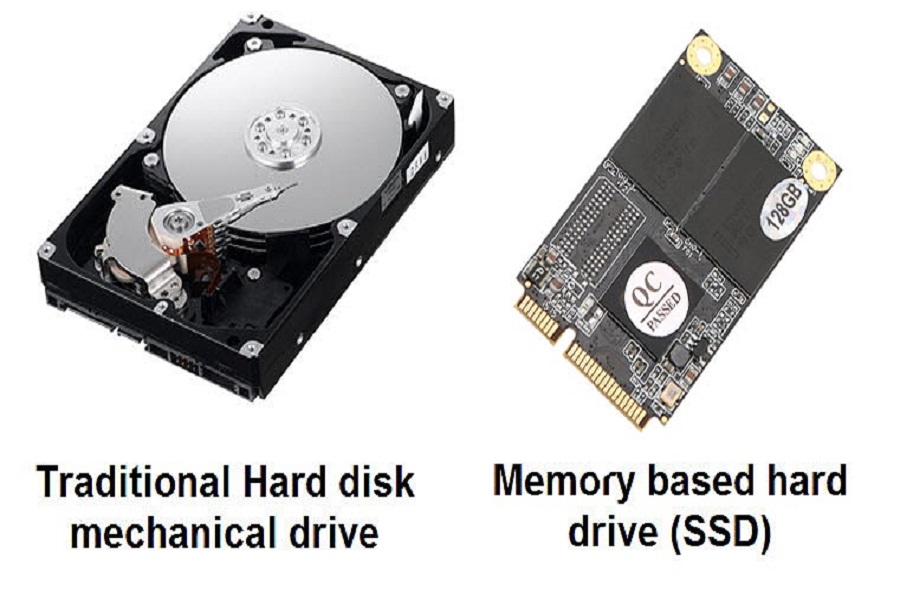 128GB
QC
PASSED
Traditional Hard disk
mechanical drive
Memory based hard
drive (SSD)